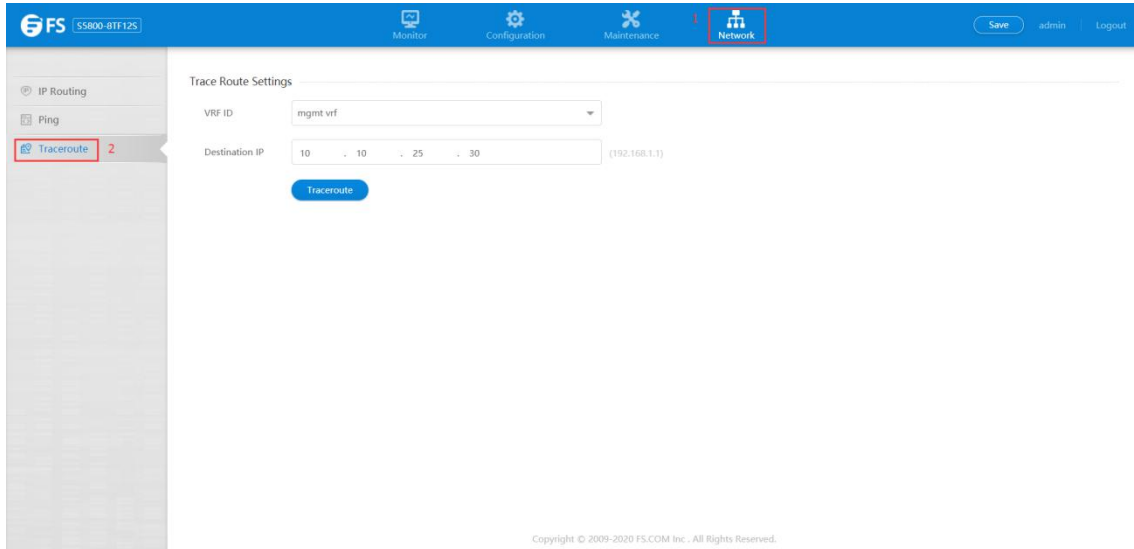 FS S5800-8TF12S
Monitor
Configuration
Maintenance
1
Network
Save
admin
Logout
IP Routing
Ping
Traceroute 2
Trace Route Settings
VRF ID mgmt vrf
Destination IP 10 . 10 . 25 . 30 (192.168.1.1)
Traceroute
Copyright © 2009-2020 FS.COM Inc . All Rights Reserved.